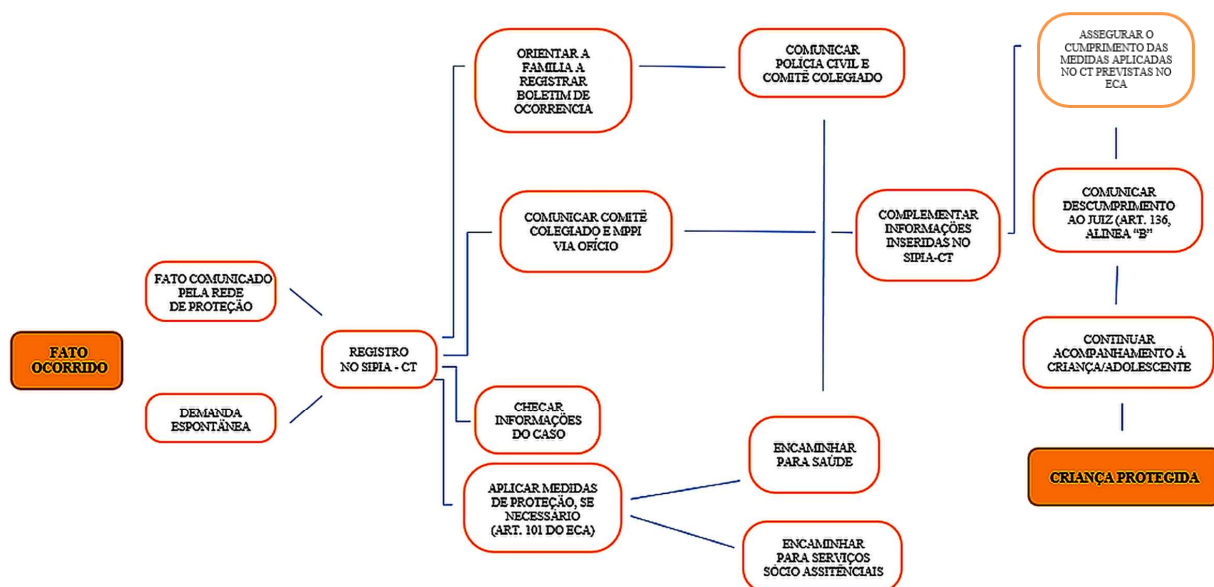 FATO
OCORRIDO
FATO COMUNICADO
PELA REDE
DE PROTEÇÃO
DEMANDA
ESPONTÂNEA
REGISTRO
NO SIPIA - CT
ORIENTAR A
FAMILIA A
REGISTRAR
BOLETIM DE
OCORRENCIA
COMUNICAR COMITÊ
COLEGIADO E MPPI
VIA OFÍCIO
CHECAR
INFORMAÇÕES
DO CASO
APLICAR MEDIDAS
DE PROTEÇÃO, SE
NECESSÁRIO
(ART. 101 DO ECA)
COMUNICAR
POLÍCIA CIVIL E
COMITÊ COLEGIADO
ENCAMINHAR
PARA SAÚDE
ENCAMINHAR
PARA SERVIÇOS
SÓCIO ASSITÊNCIAIS
COMPLEMENTAR
INFORMAÇÕES
INSERIDAS NO
SIPIA-CT
ASSEGURAR O
CUMPRIMENTO DAS
MEDIDAS APLICADAS
NO CT PREVISTAS NO
ECA
COMUNICAR
DESCUMPRIMENTO
AO JUIZ (ART. 136,
ALINEA “B”
CONTINUAR
ACOMPANHAMENTO Á
CRIANÇA/ADOLESCENTE
CRIANÇA PROTEGIDA